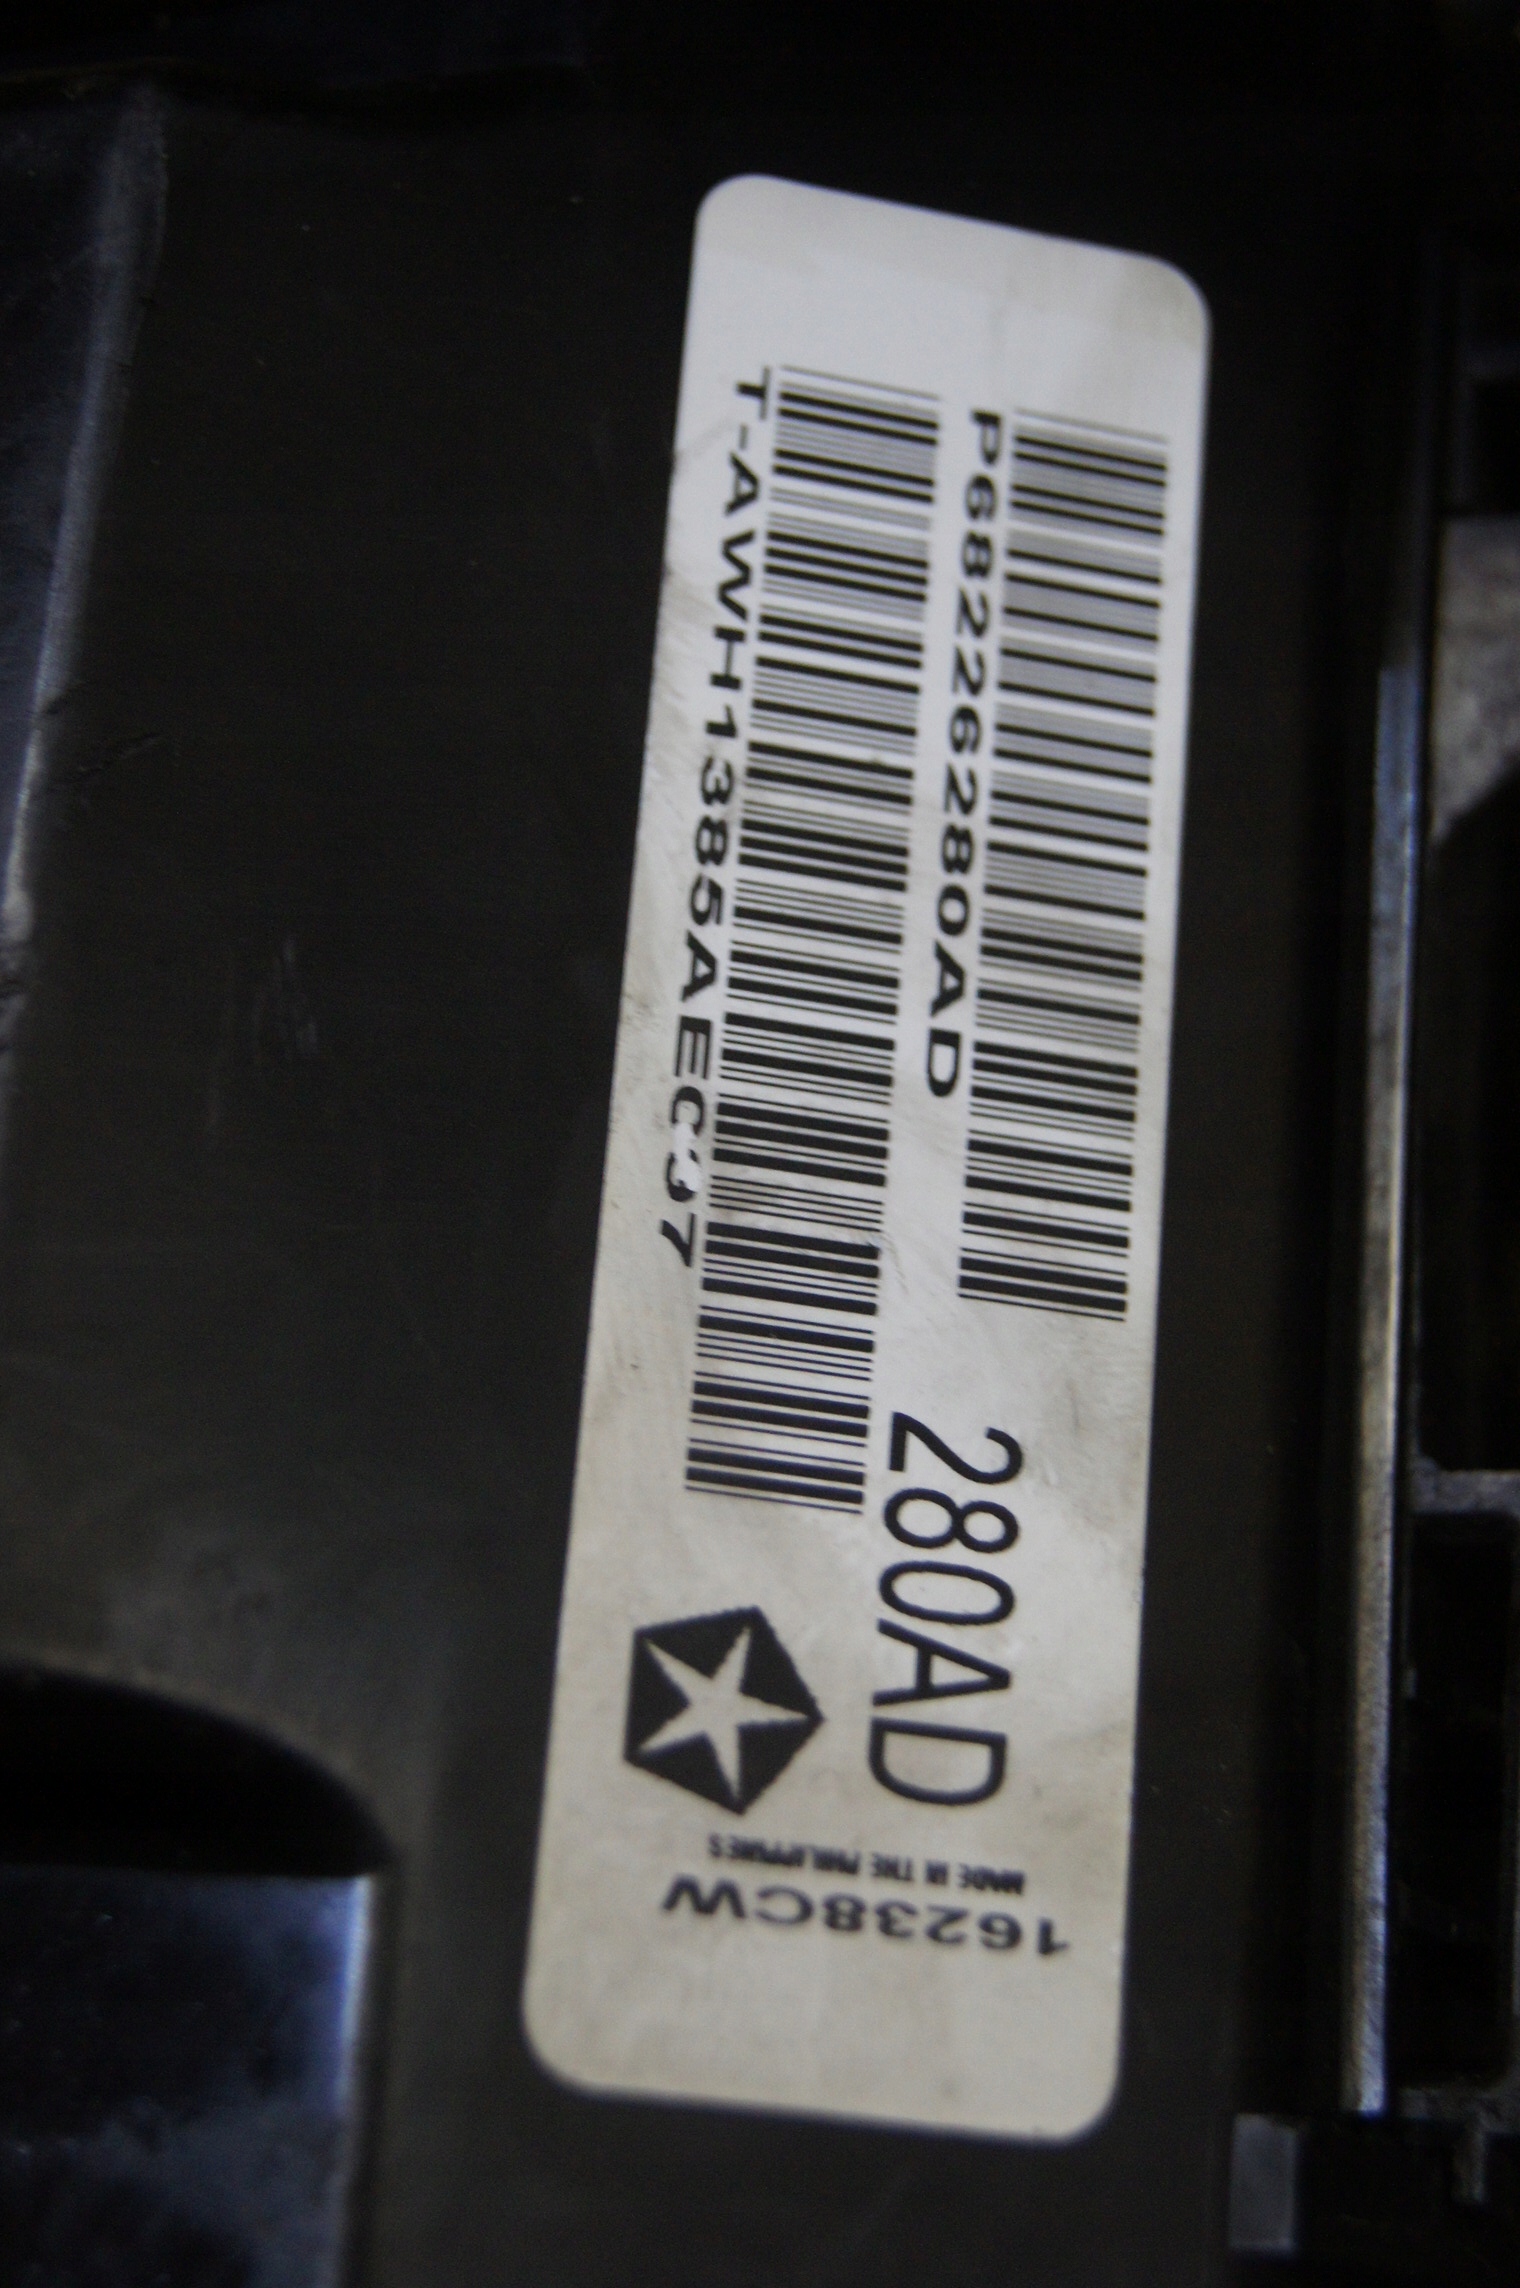 P68226280AD
T-AWH1385AEC37
280AD
MADE IN THE PHILIPPINES
16238CW